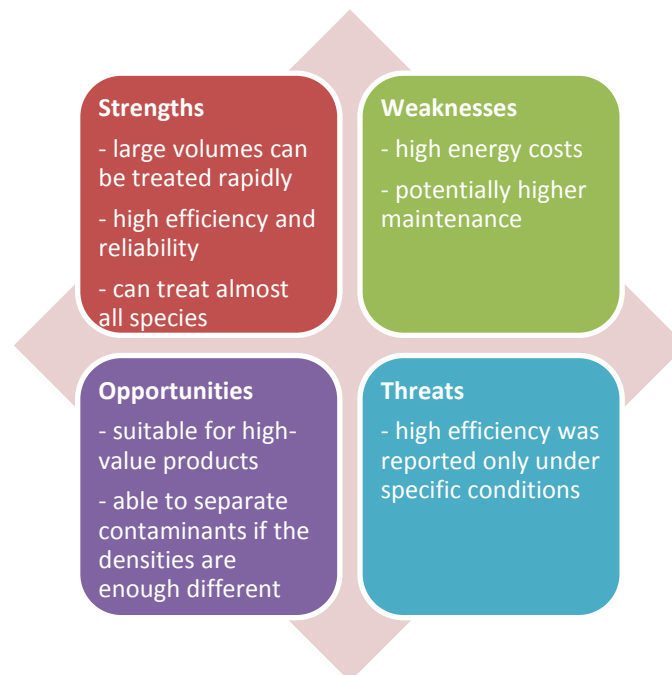 Strengths
- large volumes can
be treated rapidly
- high efficiency and
reliability
- can treat almost
all species
Weaknesses
- high energy costs
- potentially higher
maintenance
Opportunities
- suitable for high-
value products
- able to separate
contaminants if the
densities are
enough different
Threats
- high efficiency was
reported only under
specific conditions